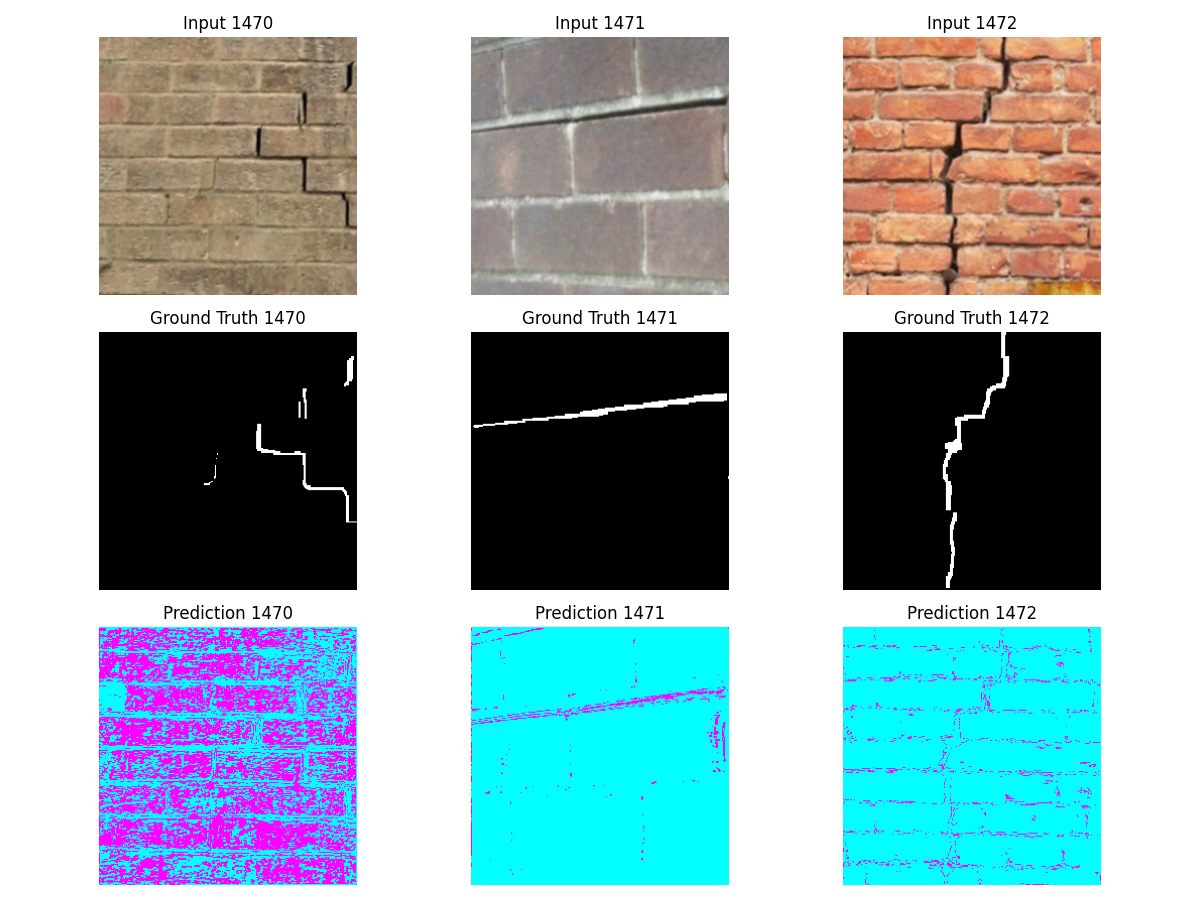 Input 1470
Input 1471
Input 1472
Ground Truth 1470
Ground Truth 1471
Ground Truth 1472
Prediction 1470
Prediction 1471
Prediction 1472